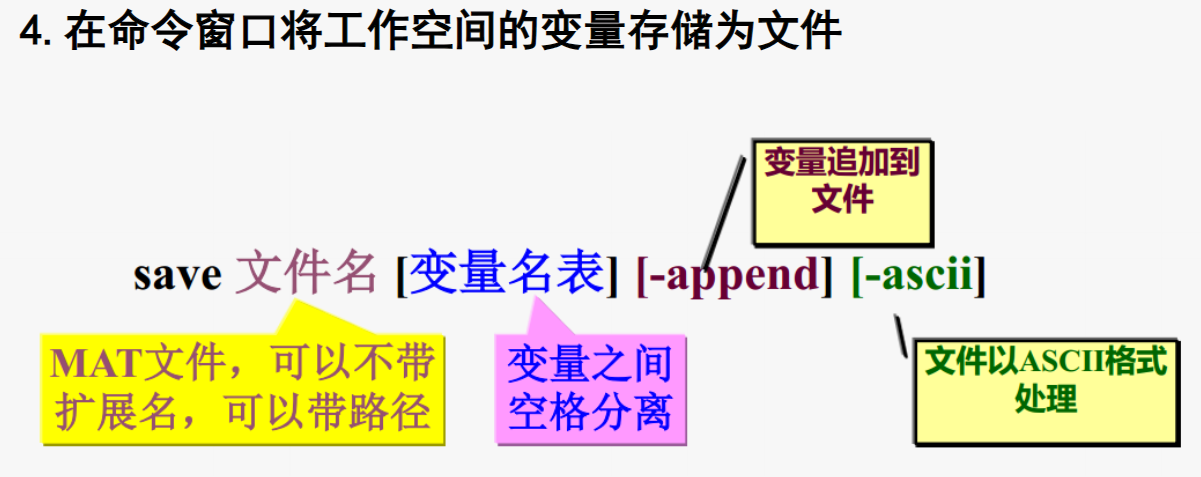 4. 在命令窗口将工作空间的变量存储为文件
变量追加到
文件
save 文件名 [变量名表] [-append] [-ascii]
MAT文件，可以不带
扩展名，可以带路径
变量之间
空格分离
文件以ASCII格式
处理